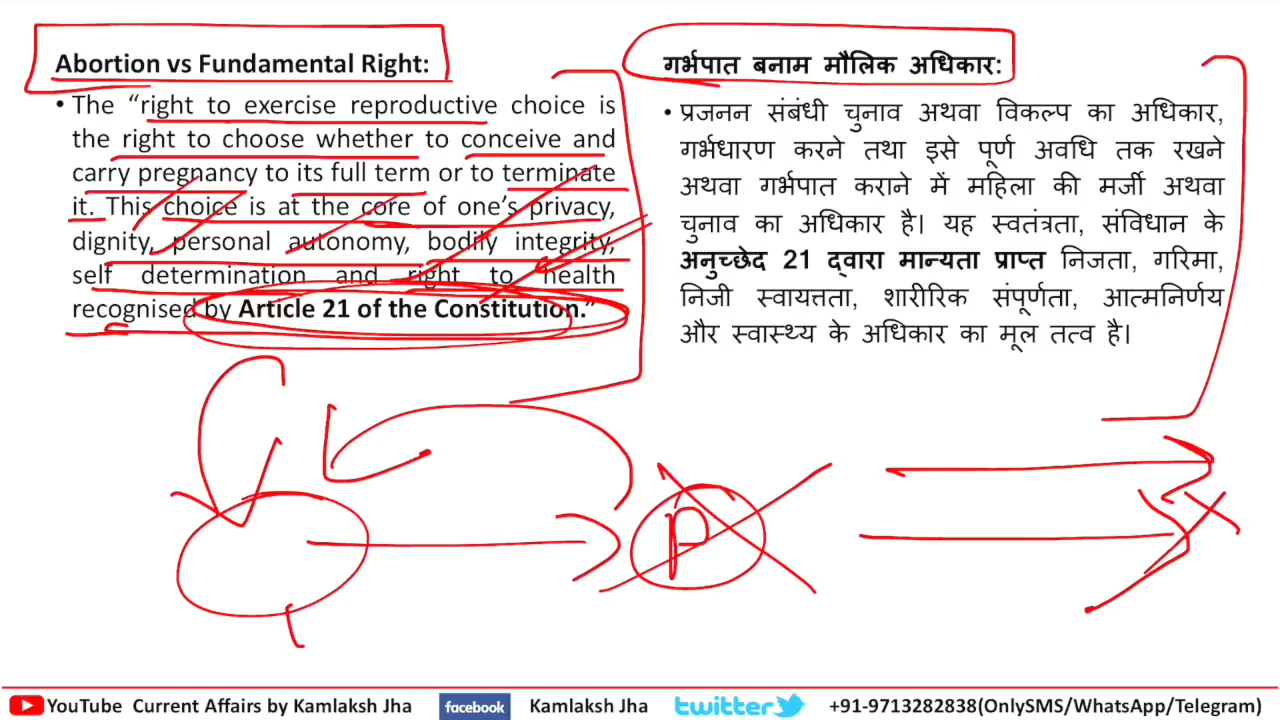 Abortion vs Fundamental Right:
• The “right to exercise reproductive choice is
the right to choose whether to conceive and
carry pregnancy to its full term or to terminate
it. This choice is at the core of one’s privacy,
dignity, personal autonomy, bodily integrity,
self determination and right to health
recognised by Article 21 of the Constitution.”
गर्भपात बनाम मौलिक अधिकार:
• प्रजनन संबंधी चुनाव अथवा विकल्प का अधिकार,
गर्भधारण करने तथा इसे पूर्ण अवधि तक रखने
अथवा गर्भपात कराने में महिला की मर्जी अथवा
चुनाव का अधिकार है। यह स्वतंत्रता, संविधान के
अनुच्छेद 21 द्वारा मान्यता प्राप्त निजता, गरिमा,
निजी स्वायत्तता, शारीरिक संपूर्णता, आत्मनिर्णय
और स्वास्थ्य के अधिकार का मूल तत्व है।
P
YouTube Current Affairs by Kamlaksh Jha
facebook Kamlaksh Jha
twitter +91-9713282838(OnlySMS/WhatsApp/Telegram)